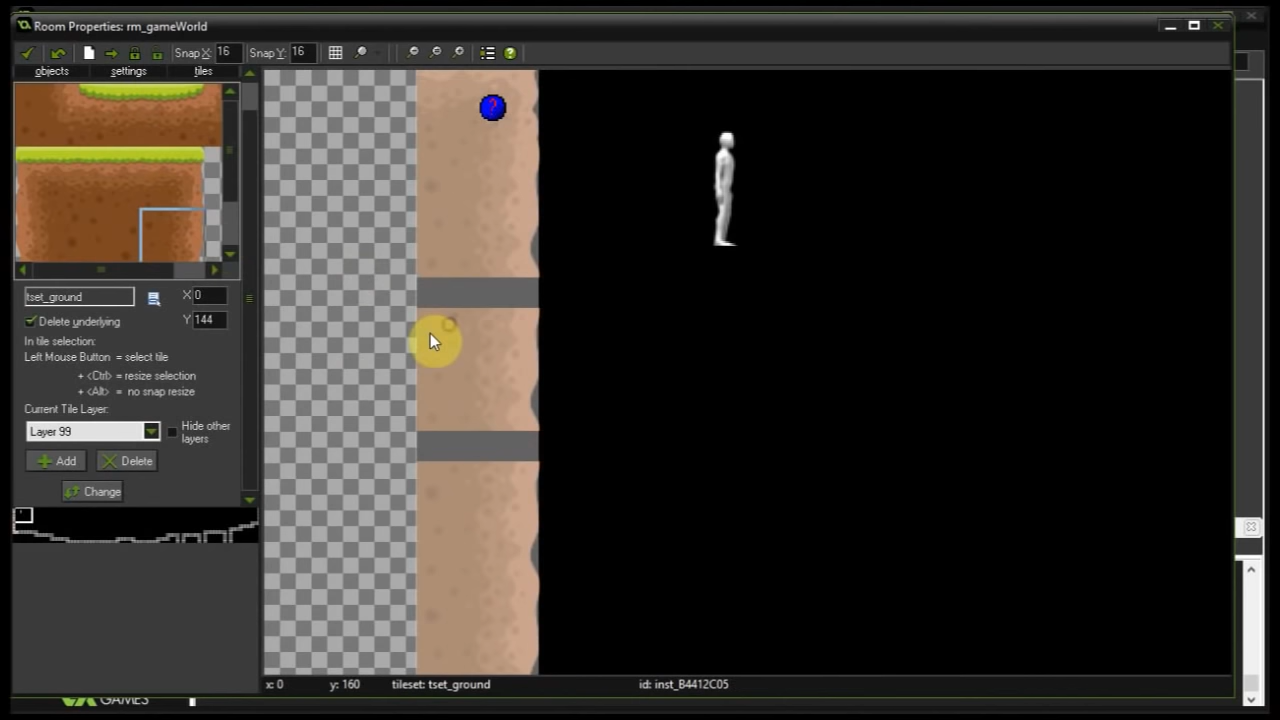 Room Properties: rm_gameWorld
Snap X: 16 Snap Y: 16
objects settings tiles
?
tset_ground X 0
Delete underlying Y 144
In tile selection:
Left Mouse Button = select tile
+ <Ctrl> = resize selection
+ <Alt> = no snap resize
Current Tile Layer:
Layer 99 Hide other layers
Add Delete
Change
x: 0 y: 160 tileset: tset_ground id: inst_B4412C05
GAMES